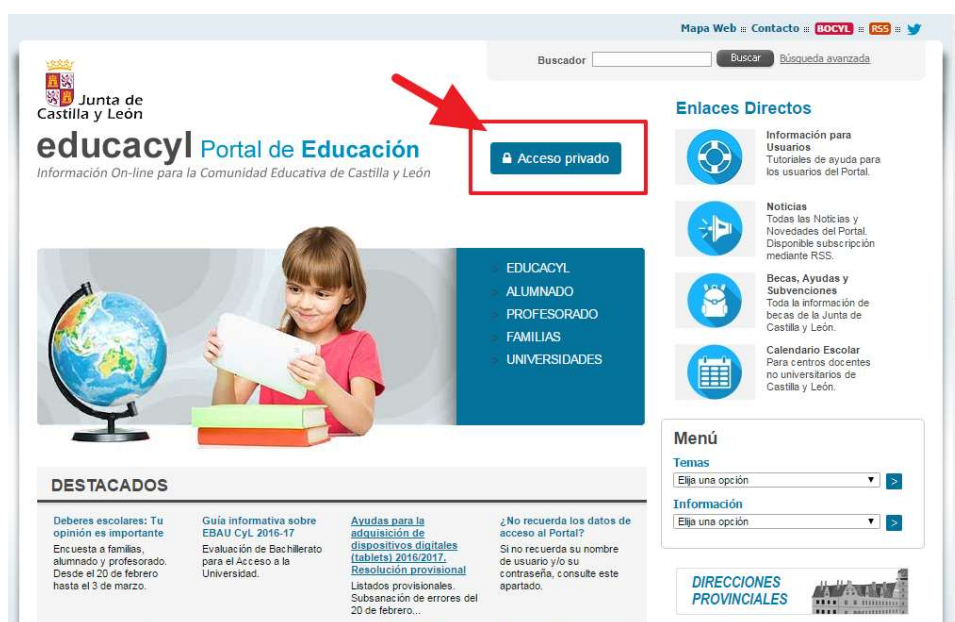 Mapa Web :: Contacto :: BOCYL :: RSS ::
Buscador Buscar Búsqueda avanzada
Junta de
Castilla y León
educacyl Portal de Educación
Información On-line para la Comunidad Educativa de Castilla y León
Acceso privado
EDUCACYL
ALUMNADO
PROFESORADO
FAMILIAS
UNIVERSIDADES
Enlaces Directos
Información para
Usuarios
Tutoriales de ayuda para
los usuarios del Portal.
Noticias
Todas las Noticias y
Novedades del Portal.
Disponible subscripción
mediante RSS.
Becas, Ayudas y
Subvenciones
Toda la información de
becas de la Junta de
Castilla y León.
Calendario Escolar
Para centros docentes
no universitarios de
Castilla y León.
Menú
Temas
Elija una opción >
Información
Elija una opción >
DIRECCIONES
PROVINCIALES
DESTACADOS
Deberes escolares: Tu
opinión es importante
Encuesta a familias,
alumnado y profesorado.
Desde el 20 de febrero
hasta el 3 de marzo.
Guía informativa sobre
EBAU CyL 2016-17
Evaluación de Bachillerato
para el Acceso a la
Universidad.
Ayudas para la
adquisición de
dispositivos digitales
(tablets) 2016/2017.
Resolución provisional
Listados provisionales.
Subsanación de errores del
20 de febrero...
¿No recuerda los datos de
acceso al Portal?
Si no recuerda su nombre
de usuario y/o su
contraseña, consulte este
apartado.